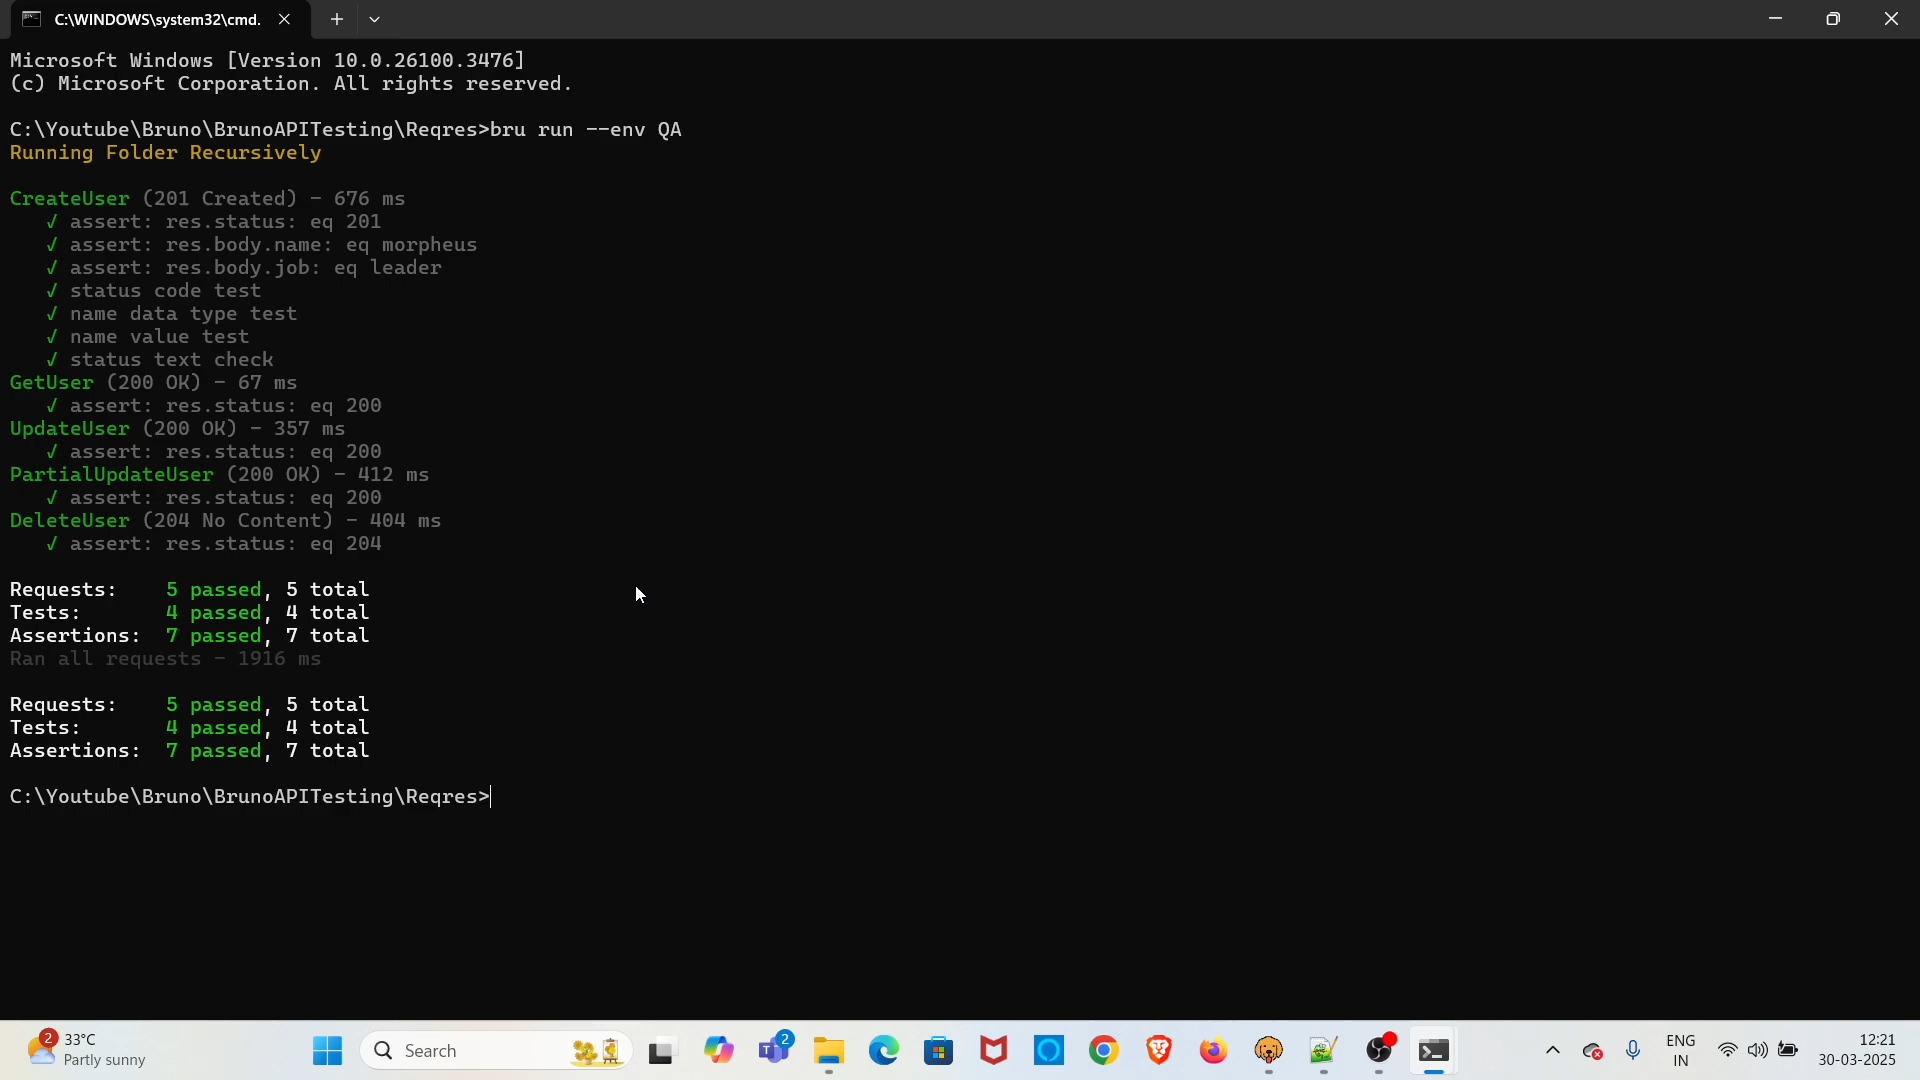 C:\WINDOWS\system32\cmd.
Microsoft Windows [Version 10.0.26100.3476]
(c) Microsoft Corporation. All rights reserved.
C:\Youtube\Bruno\BrunoAPITesting\Reqres>bru run --env QA
Running Folder Recursively
CreateUser (201 Created) - 676 ms
√ assert: res.status: eq 201
√ assert: res.body.name: eq morpheus
√ assert: res.body.job: eq leader
√ status code test
√ name data type test
√ name value test
√ status text check
GetUser (200 OK) - 67 ms
√ assert: res.status: eq 200
UpdateUser (200 OK) - 357 ms
√ assert: res.status: eq 200
PartialUpdateUser (200 OK) - 412 ms
√ assert: res.status: eq 200
DeleteUser (204 No Content) - 404 ms
√ assert: res.status: eq 204
Requests: 5 passed, 5 total
Tests: 4 passed, 4 total
Assertions: 7 passed, 7 total
Ran all requests - 1916 ms
Requests: 5 passed, 5 total
Tests: 4 passed, 4 total
Assertions: 7 passed, 7 total
C:\Youtube\Bruno\BrunoAPITesting\Reqres>
2
33°C
Partly sunny
Search
2
ENG
IN
12:21
30-03-2025